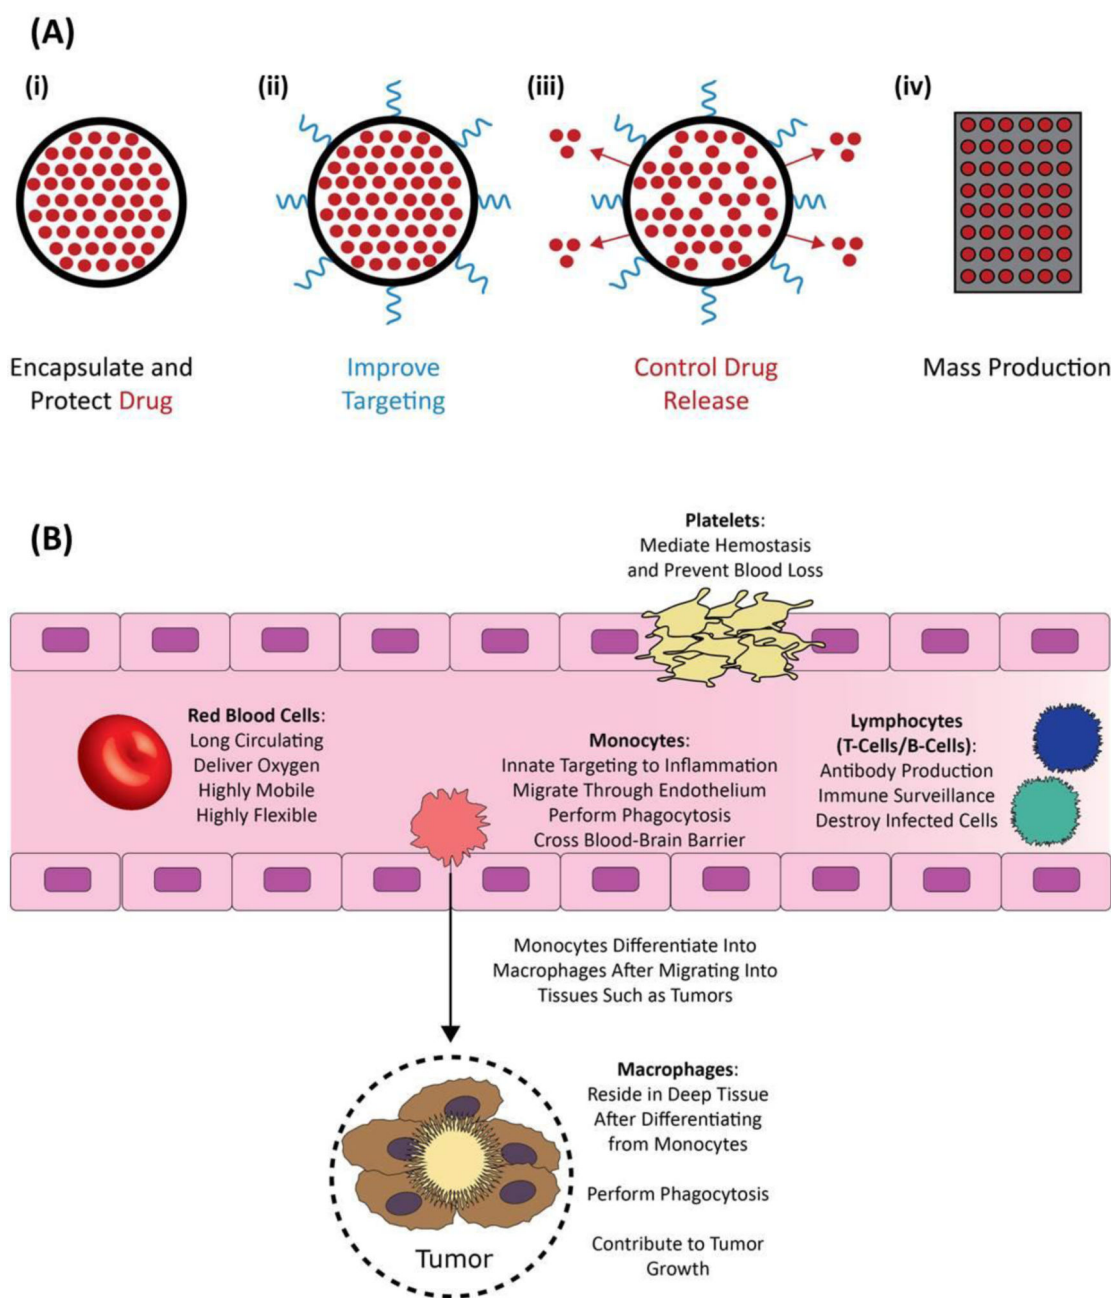 (A)
(i)
(ii)
(iii)
(iv)
Encapsulate and
Protect Drug
Improve
Targeting
Control Drug
Release
Mass Production
(B)
Platelets:
Mediate Hemostasis
and Prevent Blood Loss
Red Blood Cells:
Long Circulating
Deliver Oxygen
Highly Mobile
Highly Flexible
Monocytes:
Innate Targeting to Inflammation
Migrate Through Endothelium
Perform Phagocytosis
Cross Blood-Brain Barrier
Lymphocytes
(T-Cells/B-Cells):
Antibody Production
Immune Surveillance
Destroy Infected Cells
Monocytes Differentiate Into
Macrophages After Migrating Into
Tissues Such as Tumors
Macrophages:
Reside in Deep Tissue
After Differentiating
from Monocytes
Perform Phagocytosis
Contribute to Tumor
Growth
Tumor